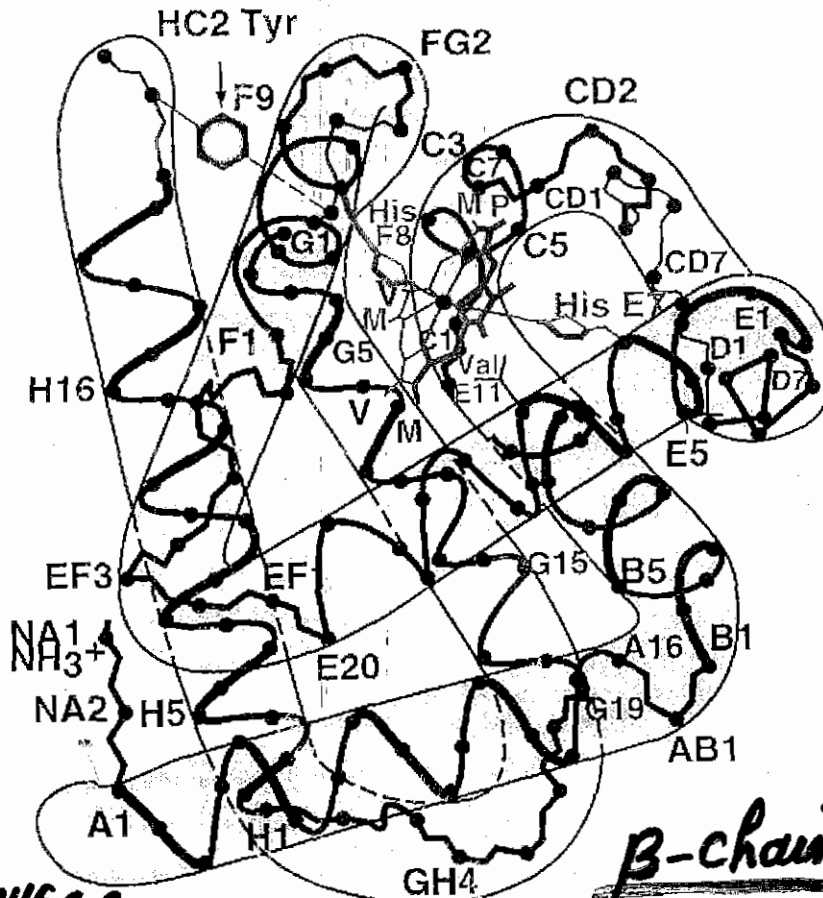 HC2 Tyr
FG2
F9
CD2
C3
C7
M P
CD1
His
F8
G1
C5
CD7
V
His E7
E1
M
C1
D1
F1
G5
Val
E11
D7
H16
V
M
E5
EF3
EF1
G15
B5
NA1
NH3+
E20
A16
B1
NA2
H5
G19
AB1
A1
H1
GH4
β-Chain